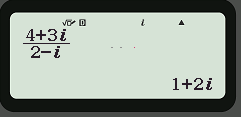 √ D i ▲
4+3i
2−i
1+2i